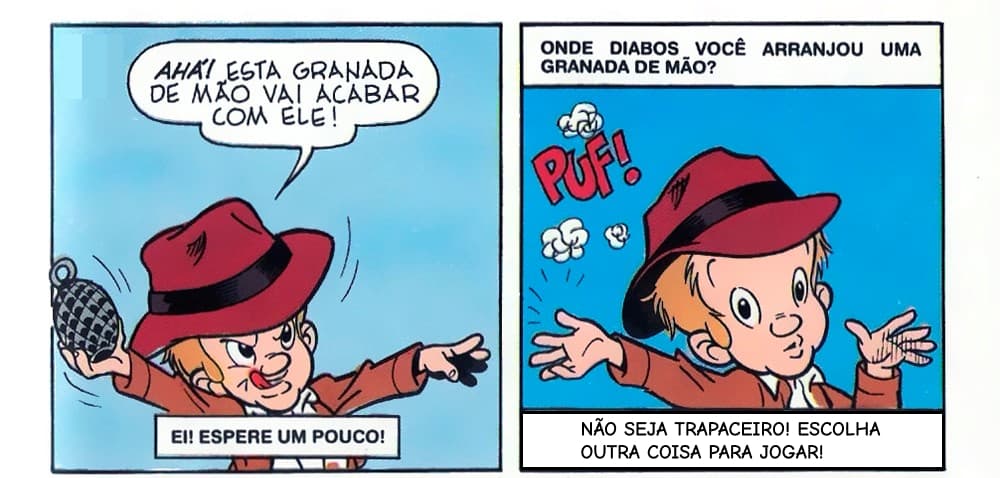 AHÁ! ESTA GRANADA
DE MÃO VAI ACABAR
COM ELE!
EI! ESPERE UM POUCO!
ONDE DIABOS VOCÊ ARRANJOU UMA
GRANADA DE MÃO?
PUF!
NÃO SEJA TRAPACEIRO! ESCOLHA
OUTRA COISA PARA JOGAR!